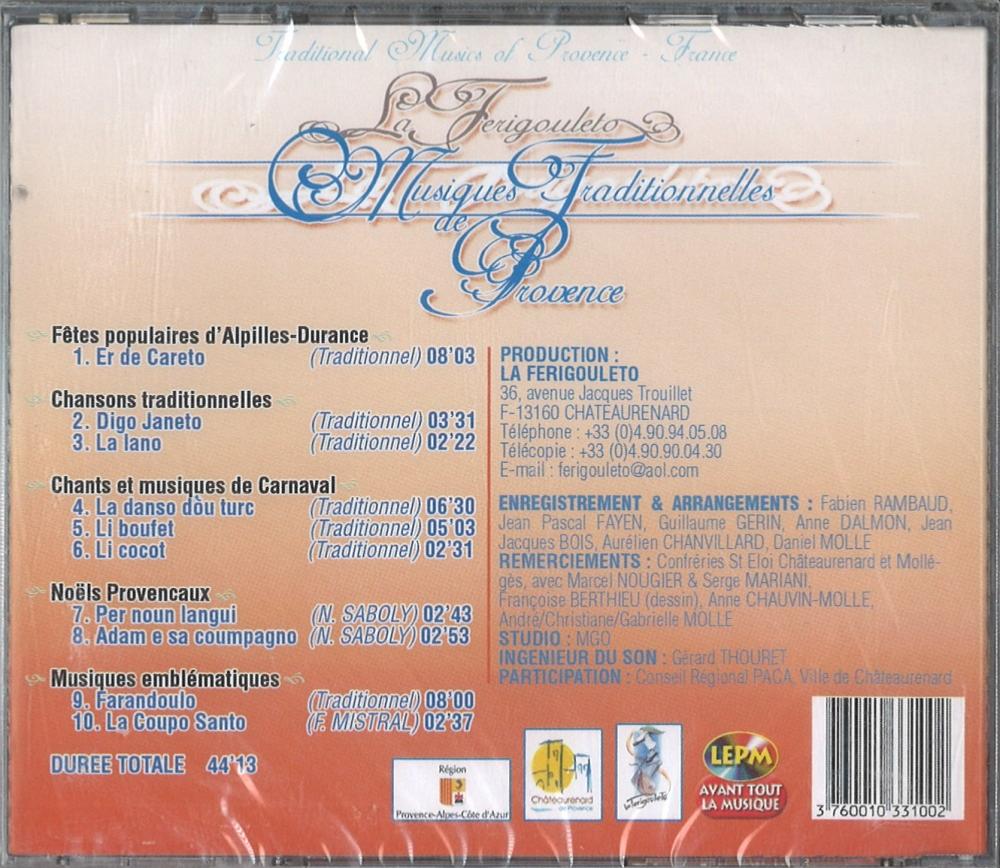 Traditional Musics of Provence - France
La Ferigouleto
Musiques Traditionnelles
de
Provence
Fêtes populaires d'Alpilles-Durance
1. Er de Careto (Traditionnel) 08'03
Chansons traditionnelles
2. Digo Janeto (Traditionnel) 03'31
3. La lano (Traditionnel) 02'22
Chants et musiques de Carnaval
4. La danso dòu turc (Traditionnel) 06'30
5. Li boufet (Traditionnel) 05'03
6. Li cocot (Traditionnel) 02'31
Noëls Provencaux
7. Per noun langui (N. SABOLY) 02'43
8. Adam e sa coumpagno (N. SABOLY) 02'53
Musiques emblématiques
9. Farandoulo (Traditionnel) 08'00
10. La Coupo Santo (F. MISTRAL) 02'37
DUREE TOTALE 44'13
PRODUCTION :
LA FERIGOULETO
36, avenue Jacques Trouillet
F-13160 CHATEAURENARD
Téléphone : +33 (0)4.90.94.05.08
Télécopie : +33 (0)4.90.90.04.30
E-mail : ferigouleto@aol.com
ENREGISTREMENT & ARRANGEMENTS : Fabien RAMBAUD,
Jean Pascal FAYEN, Guillaume GERIN, Anne DALMON, Jean
Jacques BOIS, Aurélien CHANVILLARD, Daniel MOLLE
REMERCIEMENTS : Confréries St Eloi Châteaurenard et Mollé-
gès, avec Marcel NOUGIER & Serge MARIANI,
Françoise BERTHIEU (dessin), Anne CHAUVIN-MOLLE,
André/Christiane/Gabrielle MOLLE
STUDIO : MGO
INGENIEUR DU SON : Gérard THOURET
PARTICIPATION : Conseil Régional PACA, Ville de Châteaurenard
Région
Provence-Alpes-Côte d'Azur
Châteaurenard
de Provence
La Ferigouleto
LEPM
AVANT TOUT
LA MUSIQUE
3 760010 331002